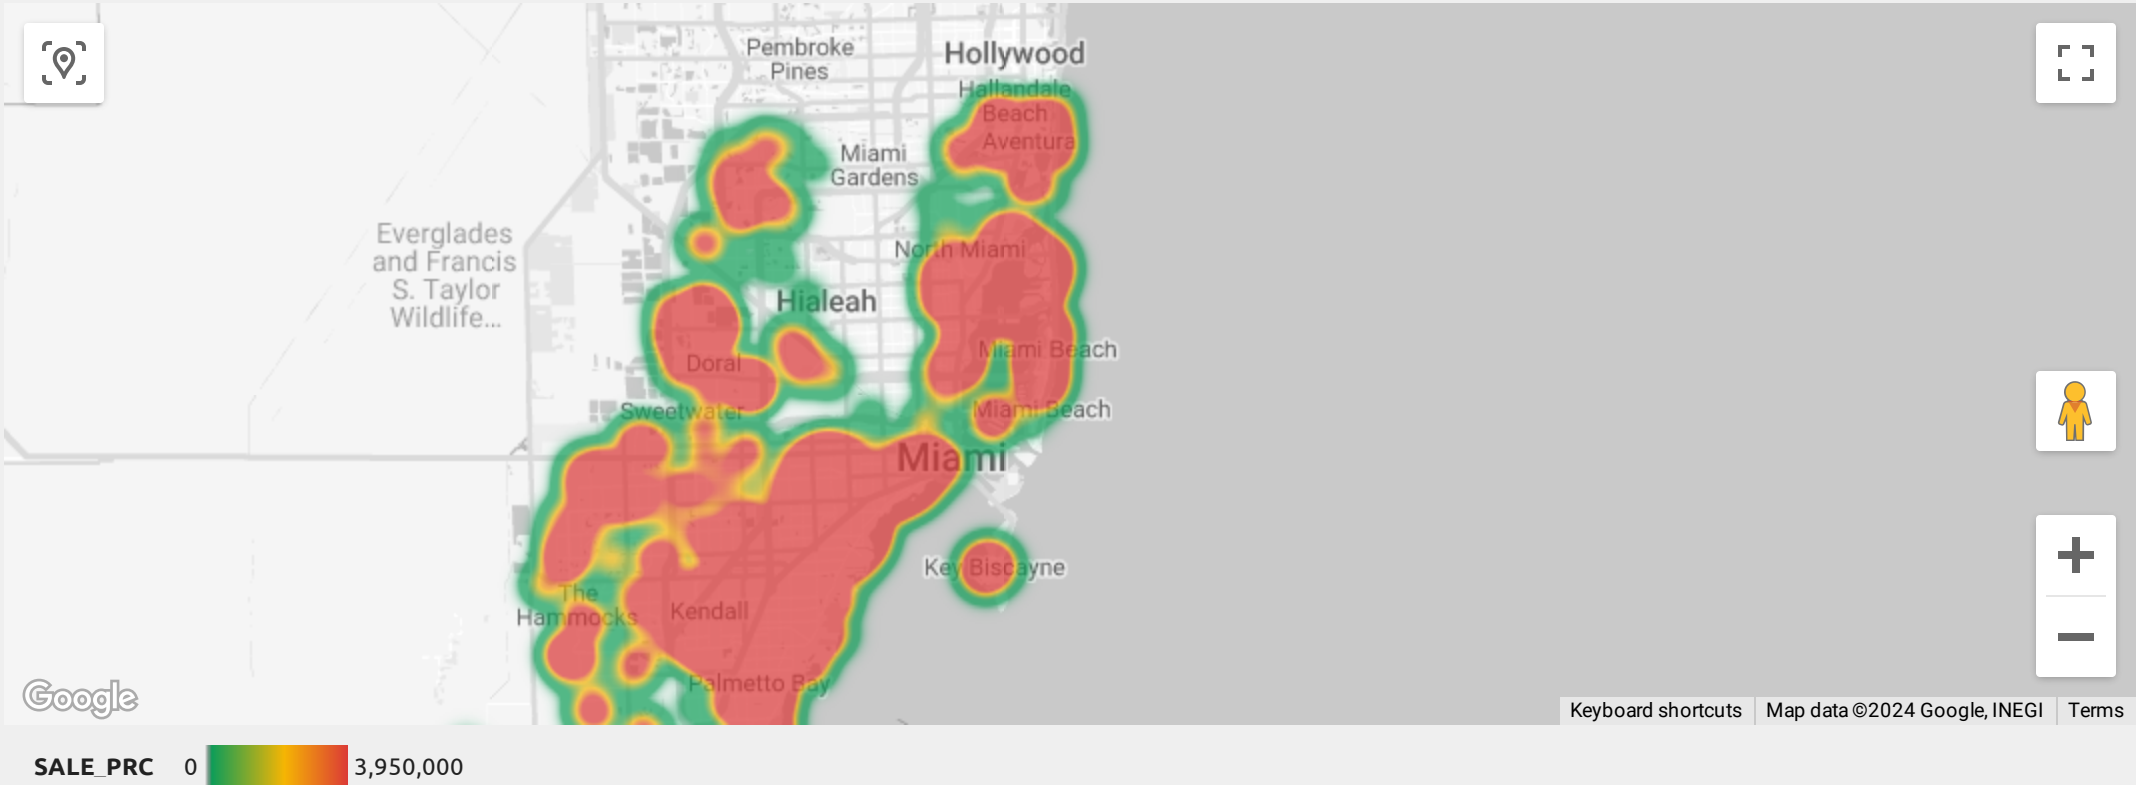 Pembroke
Pines
Hollywood
Hallandale
Beach
Aventura
Miami
Gardens
Everglades
and Francis
S. Taylor
Wildlife...
North Miami
Hialeah
Miami Beach
Doral
Sweetwater
Miami Beach
Miami
Key Biscayne
The
Hammocks
Kendall
Palmetto Bay
Google
Keyboard shortcuts
Map data ©2024 Google, INEGI
Terms
SALE_PRC 0 3,950,000